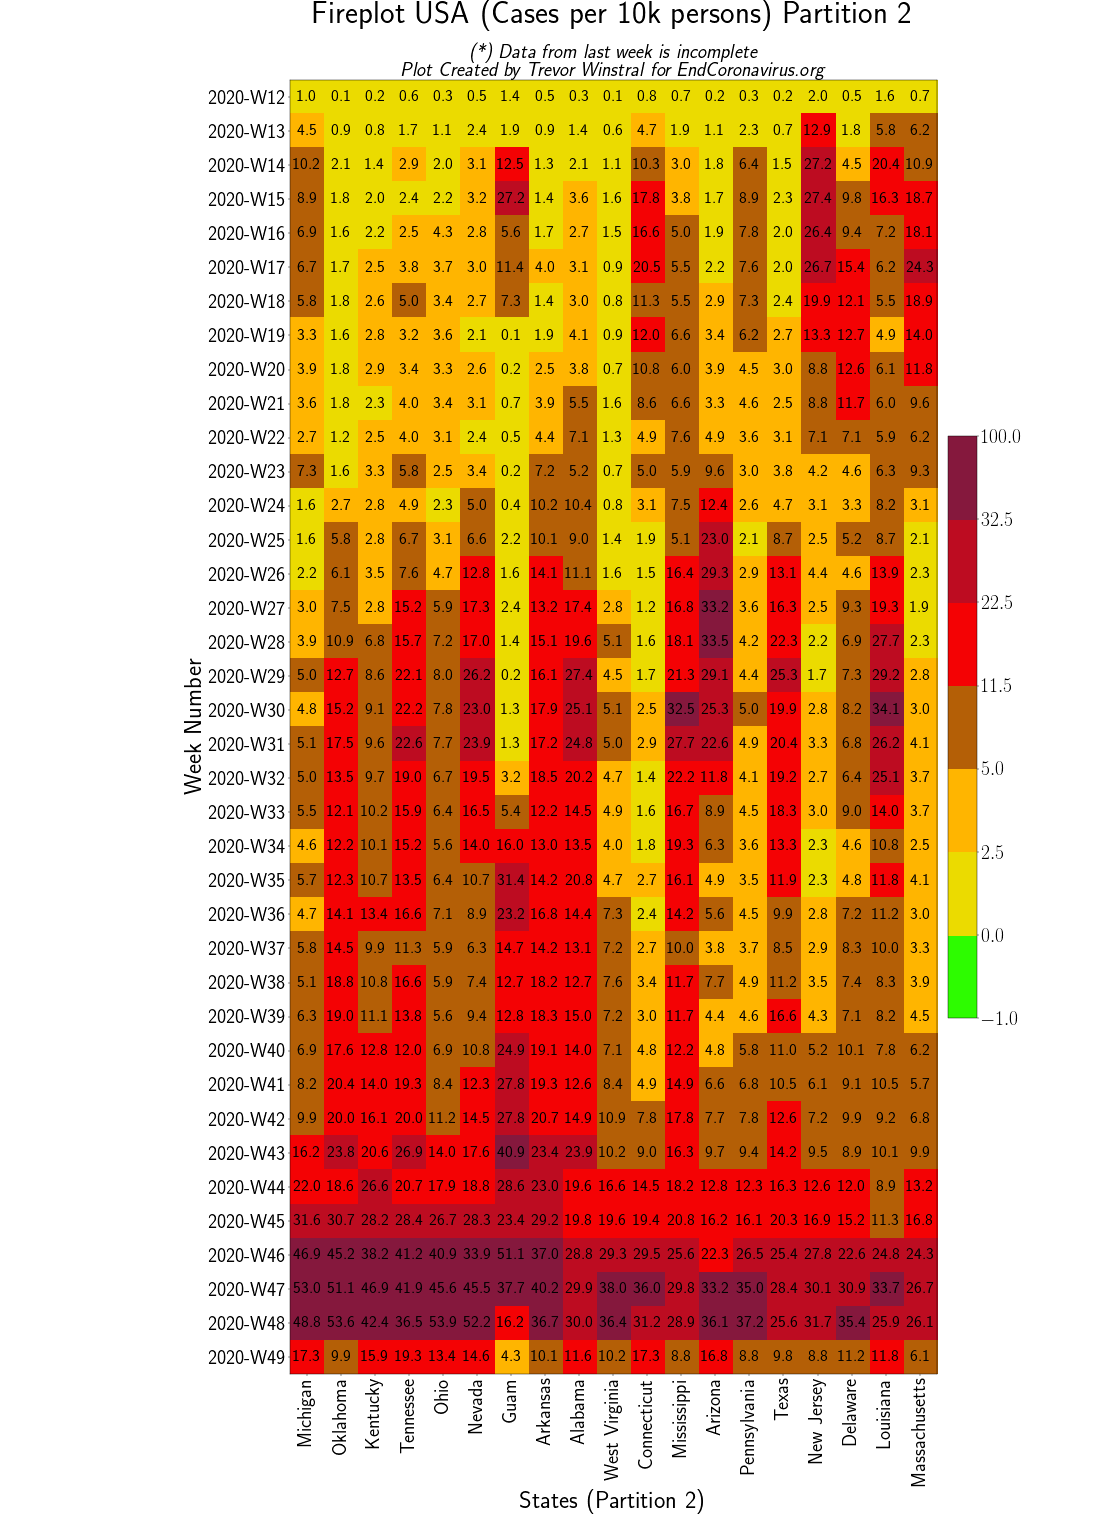 Fireplot USA (Cases per 10k persons) Partition 2
(*) Data from last week is incomplete
Plot Created by Trevor Winstral for EndCoronavirus.org
2020-W12 1.0 0.1 0.2 0.6 0.3 0.5 1.4 0.5 0.3 0.1 0.8 0.7 0.2 0.3 0.2 2.0 0.5 1.6 0.7
2020-W13 4.5 0.9 0.8 1.7 1.1 2.4 1.9 0.9 1.4 0.6 4.7 1.9 1.1 2.3 0.7 12.9 1.8 5.8 6.2
2020-W14 10.2 2.1 1.4 2.9 2.0 3.1 12.5 1.3 2.1 1.1 10.3 3.0 1.8 6.4 1.5 27.2 4.5 20.4 10.9
2020-W15 8.9 1.8 2.0 2.4 2.2 3.2 27.2 1.4 3.6 1.6 17.8 3.8 1.7 8.9 2.3 27.4 9.8 16.3 18.7
2020-W16 6.9 1.6 2.2 2.5 4.3 2.8 5.6 1.7 2.7 1.5 16.6 5.0 1.9 7.8 2.0 26.4 9.4 7.2 18.1
2020-W17 6.7 1.7 2.5 3.8 3.7 3.0 11.4 4.0 3.1 0.9 20.5 5.5 2.2 7.6 2.0 26.7 15.4 6.2 24.3
2020-W18 5.8 1.8 2.6 5.0 3.4 2.7 7.3 1.4 3.0 0.8 11.3 5.5 2.9 7.3 2.4 19.9 12.1 5.5 18.9
2020-W19 3.3 1.6 2.8 3.2 3.6 2.1 0.1 1.9 4.1 0.9 12.0 6.6 3.4 6.2 2.7 13.3 12.7 4.9 14.0
2020-W20 3.9 1.8 2.9 3.4 3.3 2.6 0.2 2.5 3.8 0.7 10.8 6.0 3.9 4.5 3.0 8.8 12.6 6.1 11.8
2020-W21 3.6 1.8 2.3 4.0 3.4 3.1 0.7 3.9 5.5 1.6 8.6 6.6 3.3 4.6 2.5 8.8 11.7 6.0 9.6
2020-W22 2.7 1.2 2.5 4.0 3.1 2.4 0.5 4.4 7.1 1.3 4.9 7.6 4.9 3.6 3.1 7.1 7.1 5.9 6.2
2020-W23 7.3 1.6 3.3 5.8 2.5 3.4 0.2 7.2 5.2 0.7 5.0 5.9 9.6 3.0 3.8 4.2 4.6 6.3 9.3
2020-W24 1.6 2.7 2.8 4.9 2.3 5.0 0.4 10.2 10.4 0.8 3.1 7.5 12.4 2.6 4.7 3.1 3.3 8.2 3.1
2020-W25 1.6 5.8 2.8 6.7 3.1 6.6 2.2 10.1 9.0 1.4 1.9 5.1 23.0 2.1 8.7 2.5 5.2 8.7 2.1
2020-W26 2.2 6.1 3.5 7.6 4.7 12.8 1.6 14.1 11.1 1.6 1.5 16.4 29.3 2.9 13.1 4.4 4.6 13.9 2.3
2020-W27 3.0 7.5 2.8 15.2 5.9 17.3 2.4 13.2 17.4 2.8 1.2 16.8 33.2 3.6 16.3 2.5 9.3 19.3 1.9
2020-W28 3.9 10.9 6.8 15.7 7.2 17.0 1.4 15.1 19.6 5.1 1.6 18.1 33.5 4.2 22.3 2.2 6.9 27.7 2.3
2020-W29 5.0 12.7 8.6 22.1 8.0 26.2 0.2 16.1 27.4 4.5 1.7 21.3 29.1 4.4 25.3 1.7 7.3 29.2 2.8
2020-W30 4.8 15.2 9.1 22.2 7.8 23.0 1.3 17.9 25.1 5.1 2.5 32.5 25.3 5.0 19.9 2.8 8.2 34.1 3.0
2020-W31 5.1 17.5 9.6 22.6 7.7 23.9 1.3 17.2 24.8 5.0 2.9 27.7 22.6 4.9 20.4 3.3 6.8 26.2 4.1
2020-W32 5.0 13.5 9.7 19.0 6.7 19.5 3.2 18.5 20.2 4.7 1.4 22.2 11.8 4.1 19.2 2.7 6.4 25.1 3.7
2020-W33 5.5 12.1 10.2 15.9 6.4 16.5 5.4 12.2 14.5 4.9 1.6 16.7 8.9 4.5 18.3 3.0 9.0 14.0 3.7
2020-W34 4.6 12.2 10.1 15.2 5.6 14.0 16.0 13.0 13.5 4.0 1.8 19.3 6.3 3.6 13.3 2.3 4.6 10.8 2.5
2020-W35 5.7 12.3 10.7 13.5 6.4 10.7 31.4 14.2 20.8 4.7 2.7 16.1 4.9 3.5 11.9 2.3 4.8 11.8 4.1
2020-W36 4.7 14.1 13.4 16.6 7.1 8.9 23.2 16.8 14.4 7.3 2.4 14.2 5.6 4.5 9.9 2.8 7.2 11.2 3.0
2020-W37 5.8 14.5 9.9 11.3 5.9 6.3 14.7 14.2 13.1 7.2 2.7 10.0 3.8 3.7 8.5 2.9 8.3 10.0 3.3
2020-W38 5.1 18.8 10.8 16.6 5.9 7.4 12.7 18.2 12.7 7.6 3.4 11.7 7.7 4.9 11.2 3.5 7.4 8.3 3.9
2020-W39 6.3 19.0 11.1 13.8 5.6 9.4 12.8 18.3 15.0 7.2 3.0 11.7 4.4 4.6 16.6 4.3 7.1 8.2 4.5
2020-W40 6.9 17.6 12.8 12.0 6.9 10.8 24.9 19.1 14.0 7.1 4.8 12.2 4.8 5.8 11.0 5.2 10.1 7.8 6.2
2020-W41 8.2 20.4 14.0 19.3 8.4 12.3 27.8 19.3 12.6 8.4 4.9 14.9 6.6 6.8 10.5 6.1 9.1 10.5 5.7
2020-W42 9.9 20.0 16.1 20.0 11.2 14.5 27.8 20.7 14.9 10.9 7.8 17.8 7.7 7.8 12.6 7.2 9.9 9.2 6.8
2020-W43 16.2 23.8 20.6 26.9 14.0 17.6 40.9 23.4 23.9 10.2 9.0 16.3 9.7 9.4 14.2 9.5 8.9 10.1 9.9
2020-W44 22.0 18.6 26.6 20.7 17.9 18.8 28.6 23.0 19.6 16.6 14.5 18.2 12.8 12.3 16.3 12.6 12.0 8.9 13.2
2020-W45 31.6 30.7 28.2 28.4 26.7 28.3 23.4 29.2 19.8 19.6 19.4 20.8 16.2 16.1 20.3 16.9 15.2 11.3 16.8
2020-W46 46.9 45.2 38.2 41.2 40.9 33.9 51.1 37.0 28.8 29.3 29.5 25.6 22.3 26.5 25.4 27.8 22.6 24.8 24.3
2020-W47 53.0 51.1 46.9 41.9 45.6 45.5 37.7 40.2 29.9 38.0 36.0 29.8 33.2 35.0 28.4 30.1 30.9 33.7 26.7
2020-W48 48.8 53.6 42.4 36.5 53.9 52.2 16.2 36.7 30.0 36.4 31.2 28.9 36.1 37.2 25.6 31.7 35.4 25.9 26.1
2020-W49 17.3 9.9 15.9 19.3 13.4 14.6 4.3 10.1 11.6 10.2 17.3 8.8 16.8 8.8 9.8 8.8 11.2 11.8 6.1
Week Number
Michigan Oklahoma Kentucky Tennessee Ohio Nevada Guam Arkansas Alabama West Virginia Connecticut Mississippi Arizona Pennsylvania Texas New Jersey Delaware Louisiana Massachusetts
States (Partition 2)
100.0
32.5
22.5
11.5
5.0
2.5
0.0
−1.0